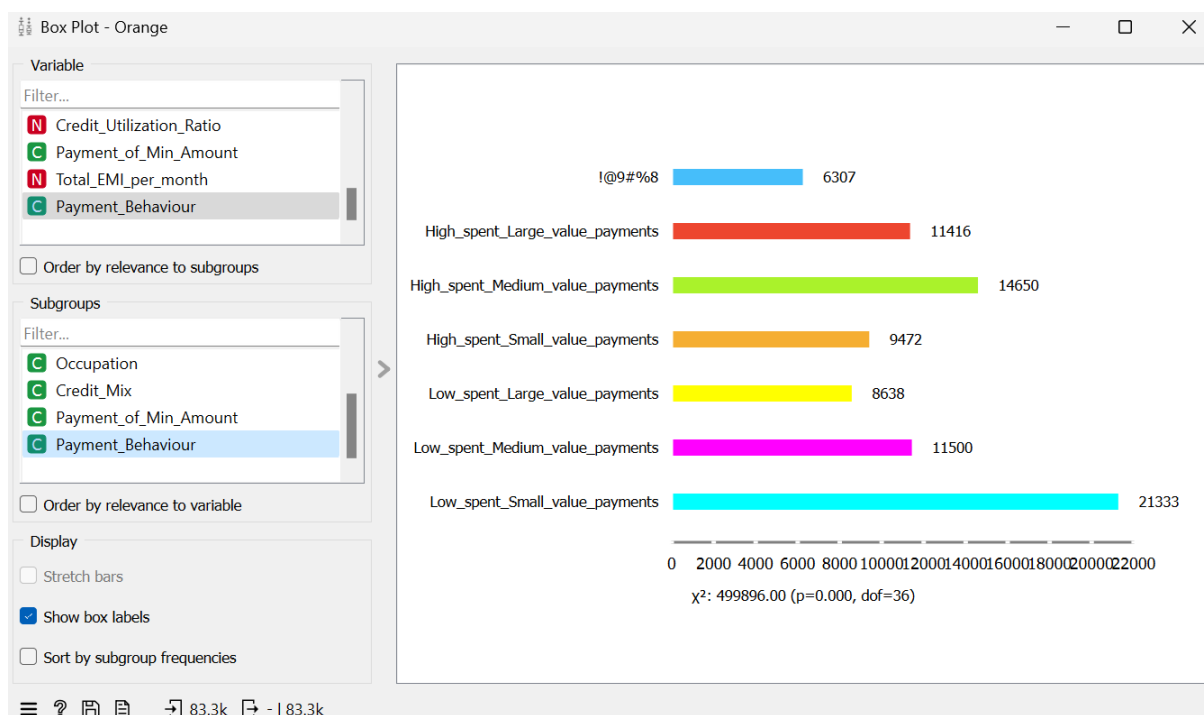 Box Plot - Orange
Variable
Filter...
N Credit_Utilization_Ratio
C Payment_of_Min_Amount
N Total_EMI_per_month
C Payment_Behaviour
Order by relevance to subgroups
Subgroups
Filter...
C Occupation
C Credit_Mix
C Payment_of_Min_Amount
C Payment_Behaviour
Order by relevance to variable
Display
Stretch bars
Show box labels
Sort by subgroup frequencies
? 83.3k - | 83.3k
!@9#%8 6307
High_spent_Large_value_payments 11416
High_spent_Medium_value_payments 14650
High_spent_Small_value_payments 9472
Low_spent_Large_value_payments 8638
Low_spent_Medium_value_payments 11500
Low_spent_Small_value_payments 21333
0 2000 4000 6000 8000 10000 12000 14000 16000 18000 20000 22000
χ²: 499896.00 (p=0.000, dof=36)